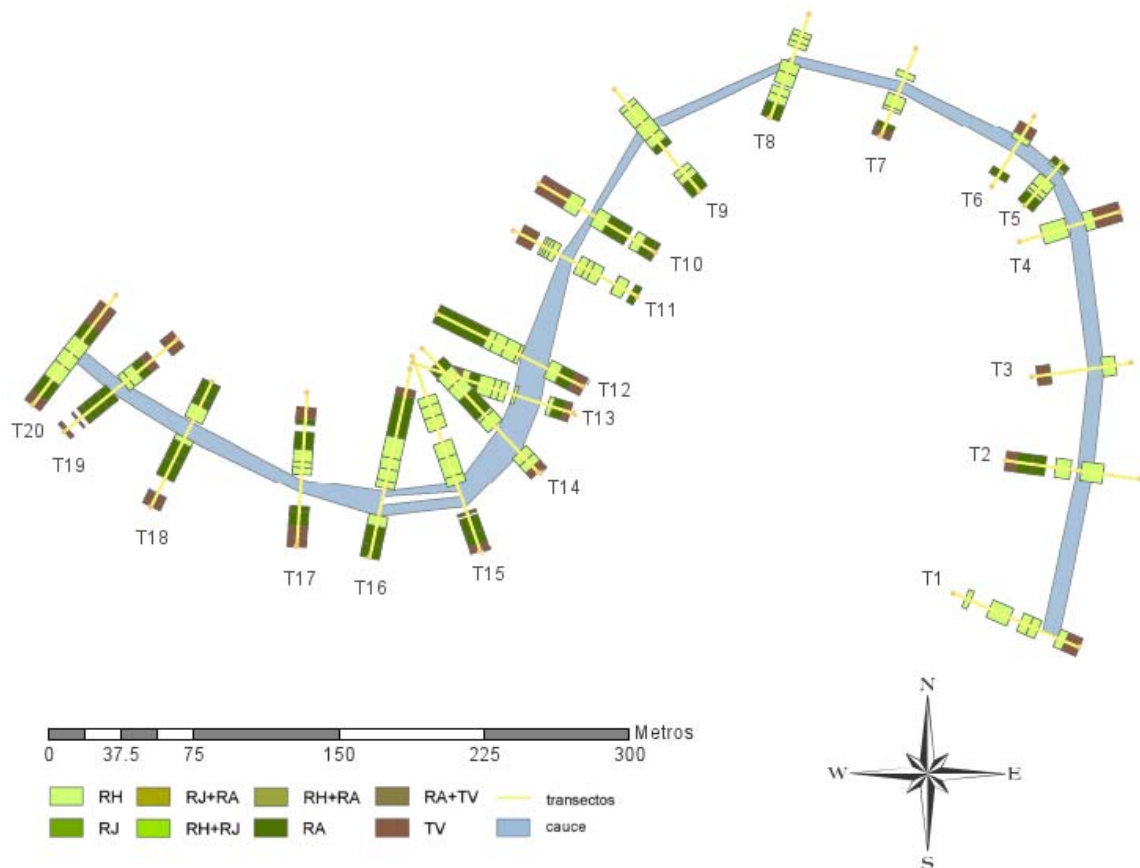 T8
T7
T6
T5
T9
T4
T10
T11
T3
T12
T13
T20
T2
T19
T14
T18
T15
T17
T16
T1
N
Metros
0 37.5 75 150 225 300
W E
RH RJ+RA RH+RA RA+TV transectos
RJ RH+RJ RA TV cauce
S